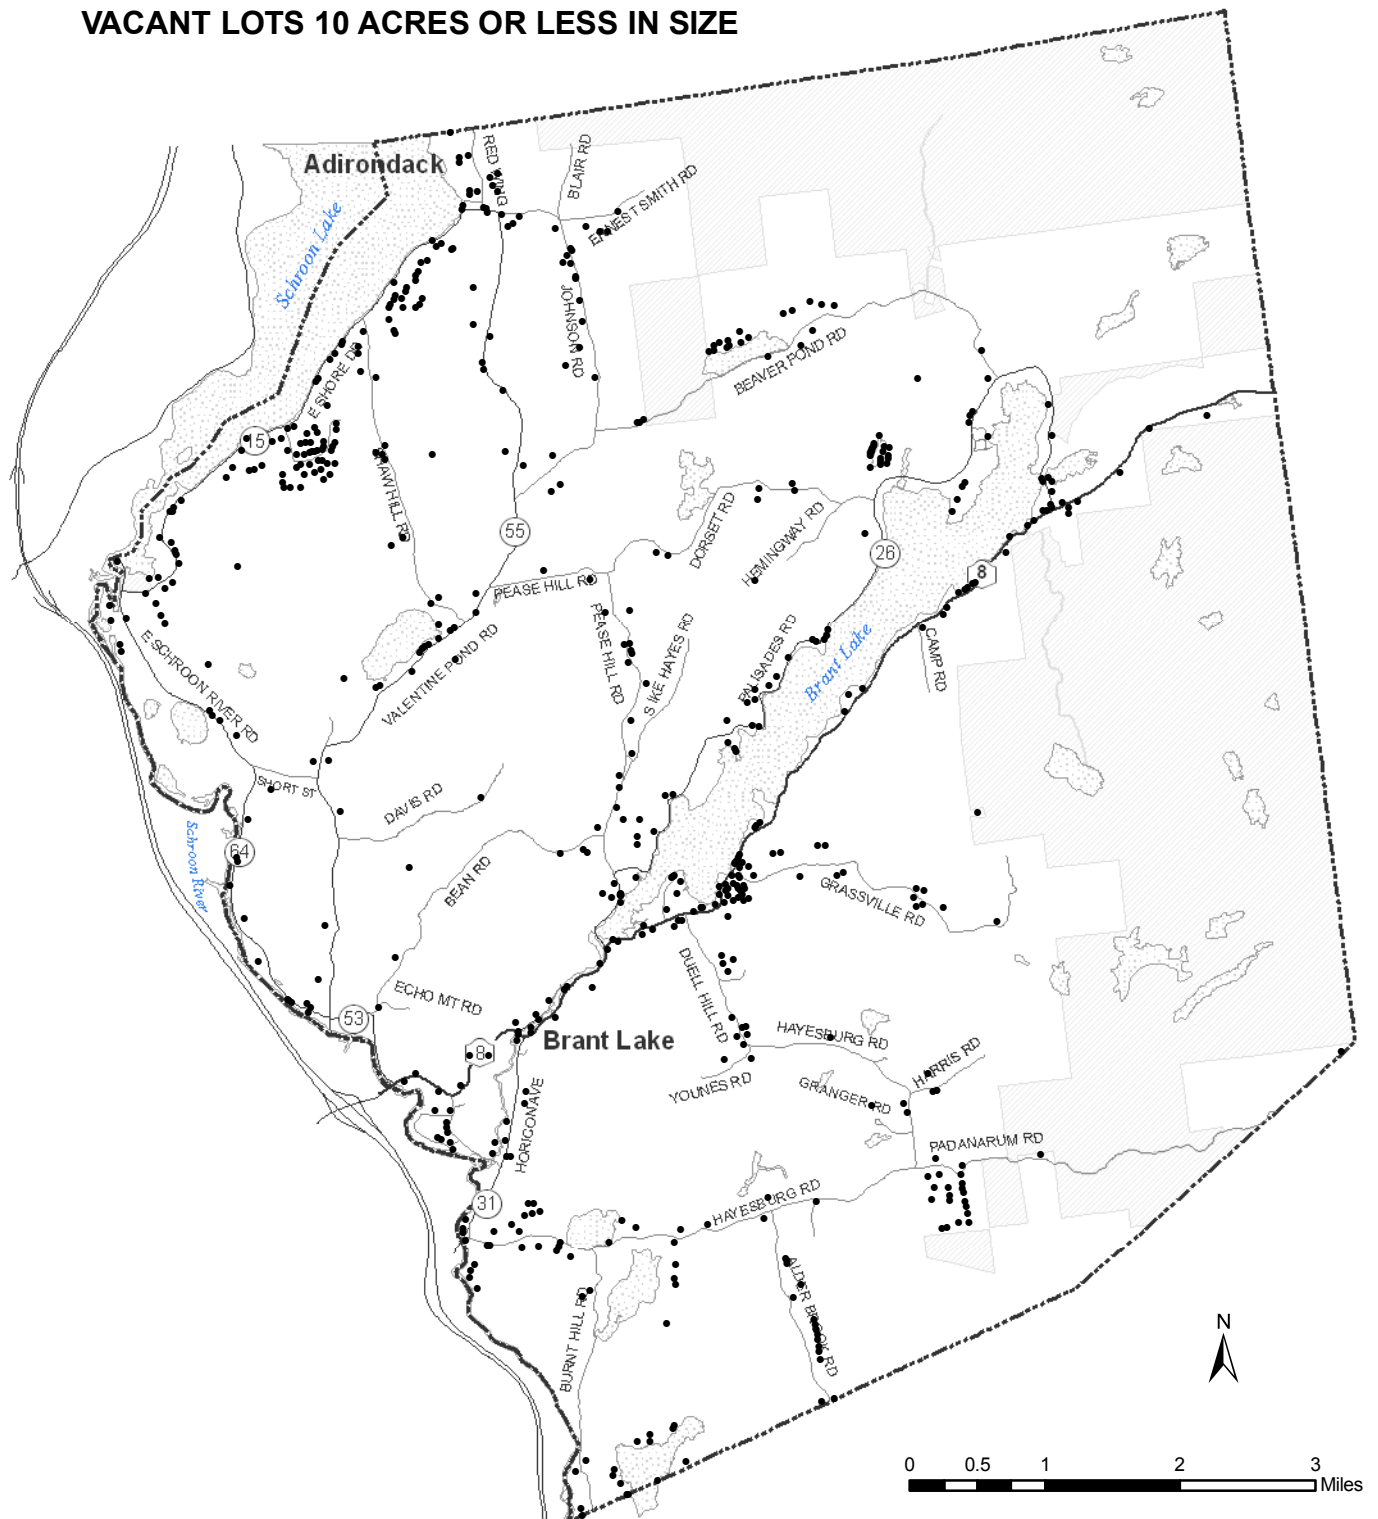 VACANT LOTS 10 ACRES OR LESS IN SIZE
Adirondack
RED WING
BLAIR RD
ERNEST SMITH RD
Schroon Lake
JOHNSON RD
BEAVER POND RD
E SHORE DR
15
SHAW HILL RD
55
DORSET RD
HEMINGWAY RD
26
8
PEASE HILL RD
PEASE HILL RD
S IKE HAYES RD
PALISADES RD
Brant Lake
CAMP RD
E SCHROON RIVER RD
VALENTINE POND RD
SHORT ST
DAVIS RD
Schroon River
64
BEAN RD
GRASSVILLE RD
DUELL HILL RD
ECHO MT RD
53
8
Brant Lake
HAYESBURG RD
HARRIS RD
YOUNES RD
GRANGER RD
HORICON AVE
PADANARUM RD
31
HAYESBURG RD
ALDER BROOK RD
BURNT HILL RD
N
0 0.5 1 2 3
Miles